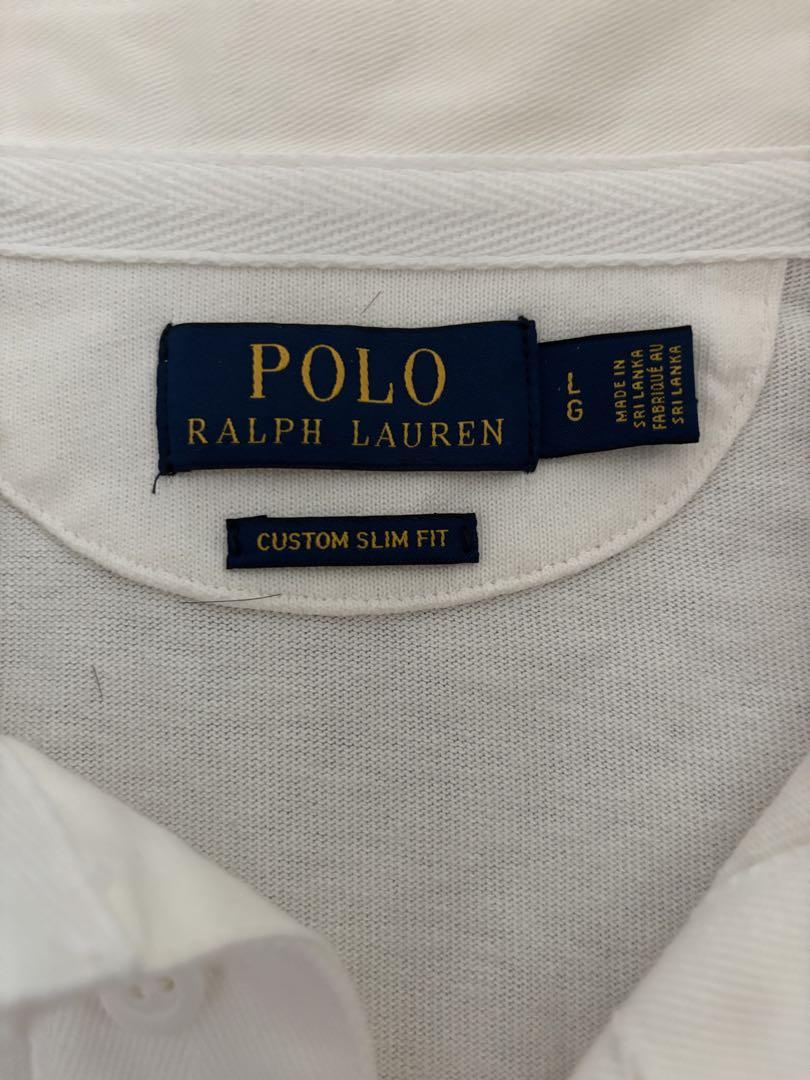 POLO
RALPH LAUREN
L
G
MADE IN
SRI LANKA
FABRIQUÉ AU
SRI LANKA
CUSTOM SLIM FIT